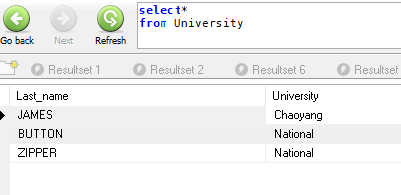 select*
from University
Go back
Next
Refresh
Resultset 1
Resultset 2
Resultset 6
Resultset
Last_name University
JAMES Chaoyang
BUTTON National
ZIPPER National